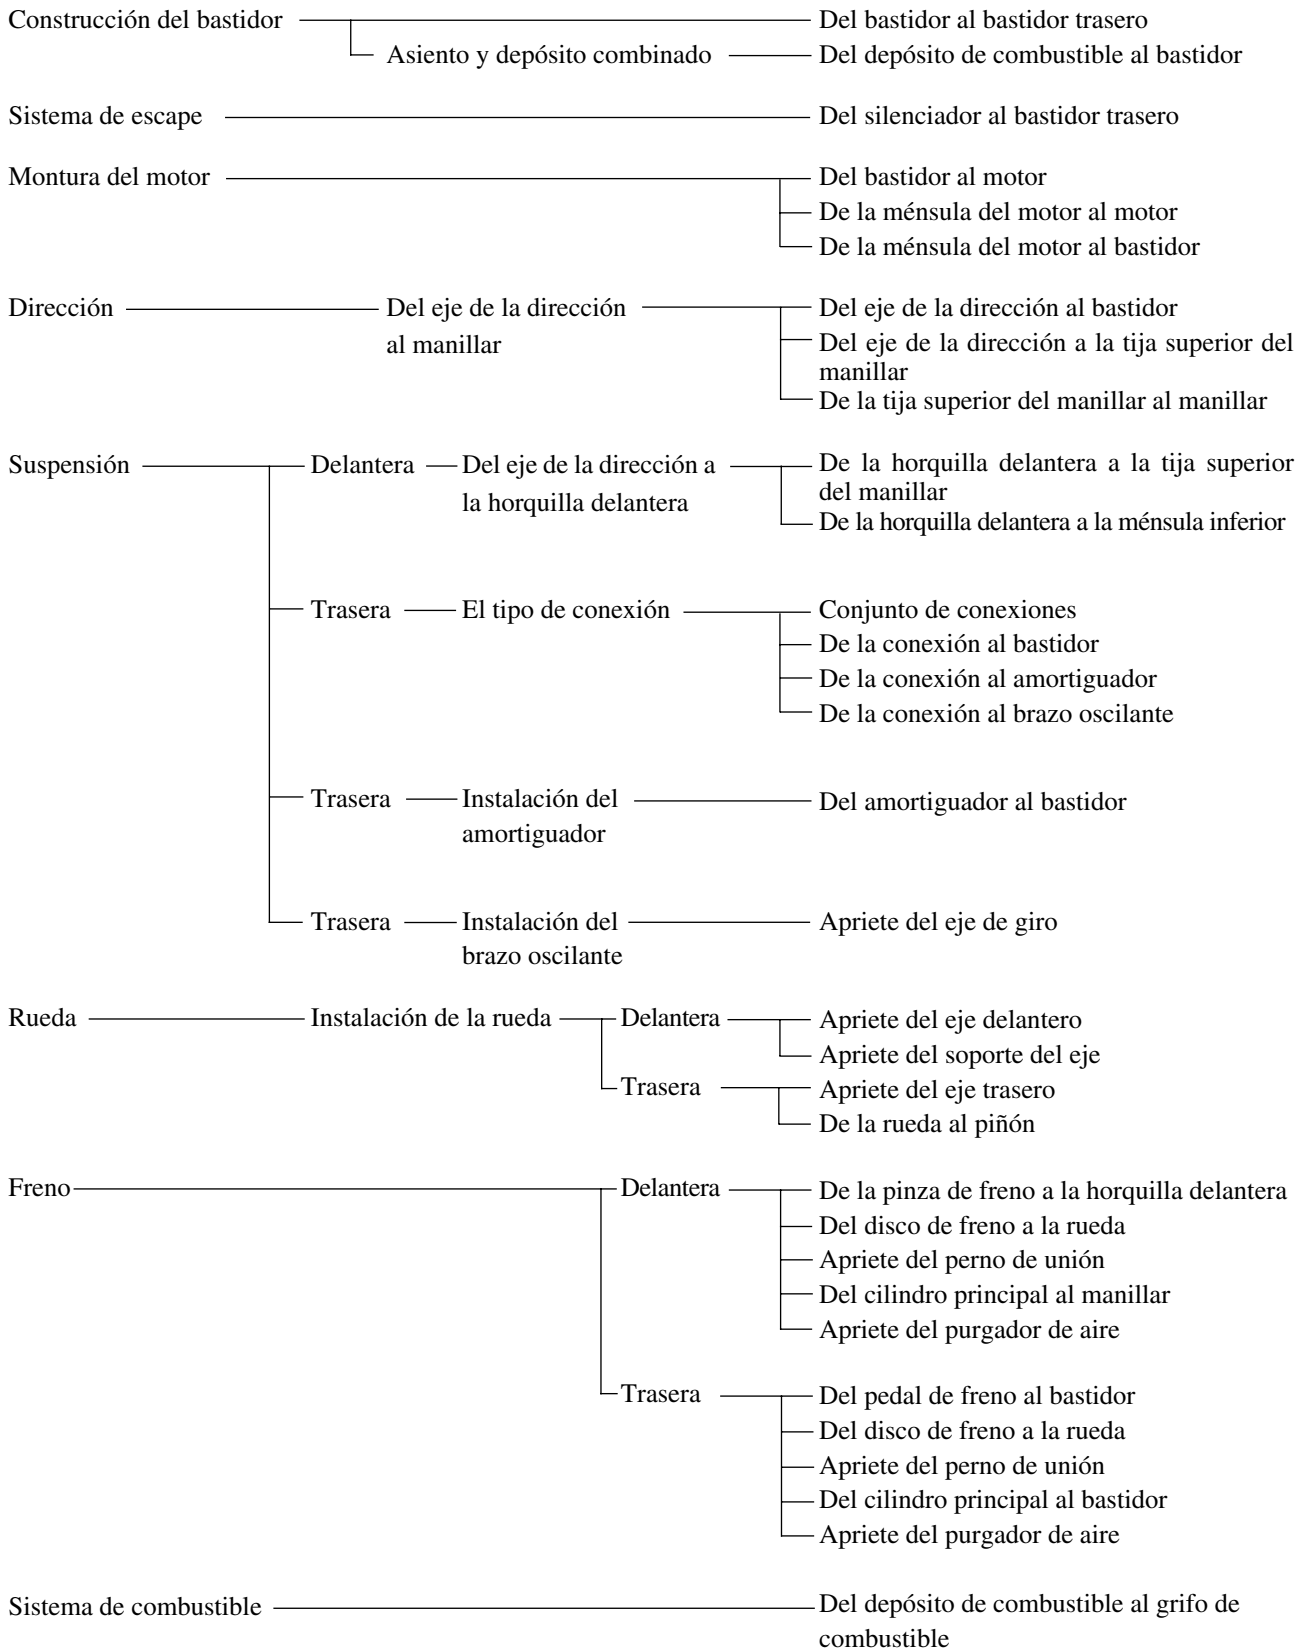 Construcción del bastidor Del bastidor al bastidor trasero
Asiento y depósito combinado Del depósito de combustible al bastidor
Sistema de escape Del silenciador al bastidor trasero
Montura del motor Del bastidor al motor
De la ménsula del motor al motor
De la ménsula del motor al bastidor
Dirección Del eje de la dirección Del eje de la dirección al bastidor
al manillar Del eje de la dirección a la tija superior del
manillar
De la tija superior del manillar al manillar
Suspensión Delantera Del eje de la dirección a De la horquilla delantera a la tija superior
la horquilla delantera del manillar
De la horquilla delantera a la ménsula inferior
Trasera El tipo de conexión Conjunto de conexiones
De la conexión al bastidor
De la conexión al amortiguador
De la conexión al brazo oscilante
Trasera Instalación del Del amortiguador al bastidor
amortiguador
Trasera Instalación del Apriete del eje de giro
brazo oscilante
Rueda Instalación de la rueda Delantera Apriete del eje delantero
Apriete del soporte del eje
Trasera Apriete del eje trasero
De la rueda al piñón
Freno Delantera De la pinza de freno a la horquilla delantera
Del disco de freno a la rueda
Apriete del perno de unión
Del cilindro principal al manillar
Apriete del purgador de aire
Trasera Del pedal de freno al bastidor
Del disco de freno a la rueda
Apriete del perno de unión
Del cilindro principal al bastidor
Apriete del purgador de aire
Sistema de combustible Del depósito de combustible al grifo de
combustible